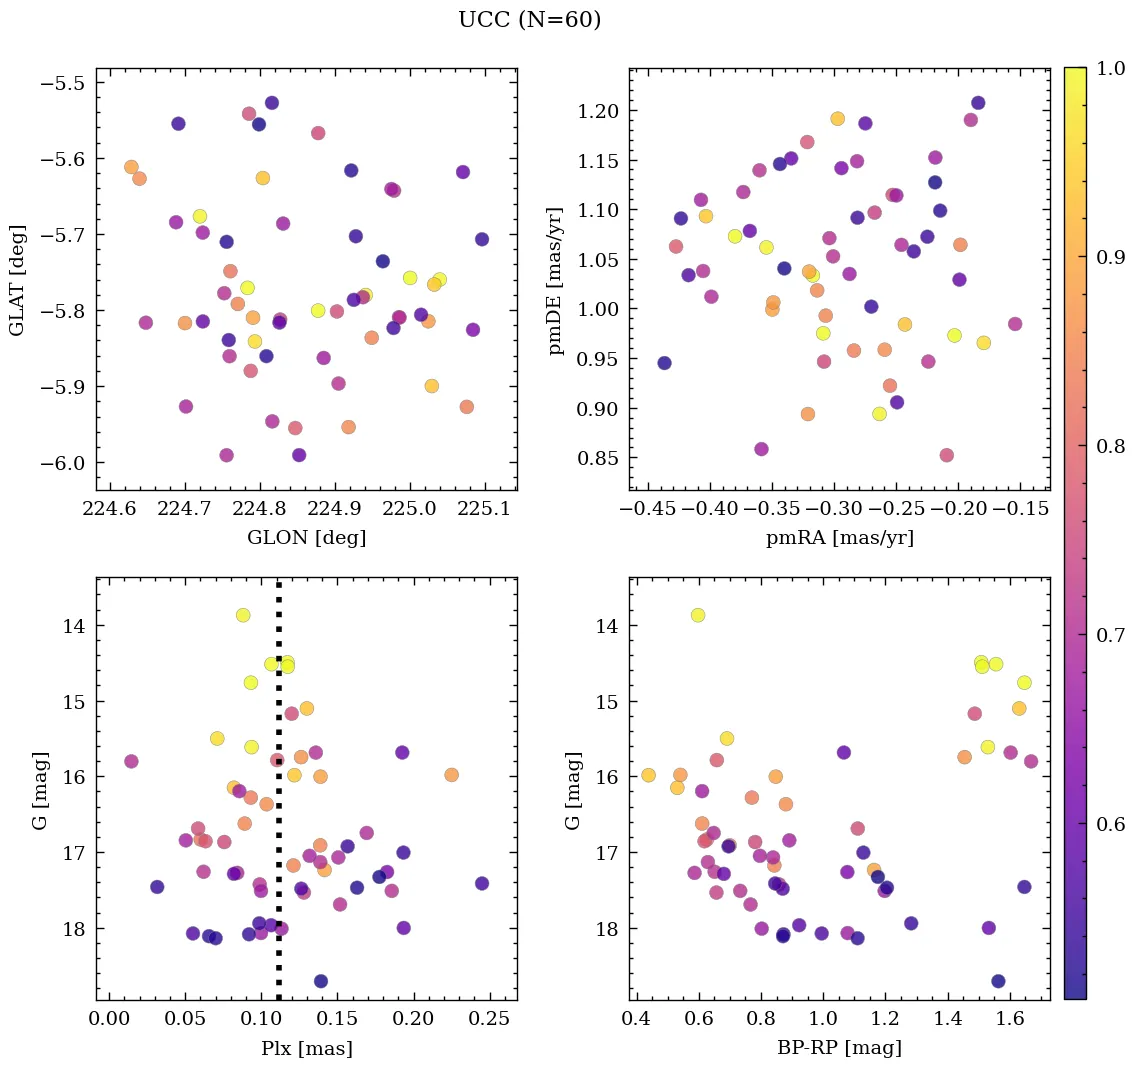 UCC (N=60)
−5.5
−5.6
−5.7
−5.8
−5.9
−6.0
GLAT [deg]
224.6 224.7 224.8 224.9 225.0 225.1
GLON [deg]
1.20
1.15
1.10
1.05
1.00
0.95
0.90
0.85
pmDE [mas/yr]
−0.45 −0.40 −0.35 −0.30 −0.25 −0.20 −0.15
pmRA [mas/yr]
14
15
16
17
18
G [mag]
0.00 0.05 0.10 0.15 0.20 0.25
Plx [mas]
14
15
16
17
18
G [mag]
0.4 0.6 0.8 1.0 1.2 1.4 1.6
BP-RP [mag]
1.0
0.9
0.8
0.7
0.6